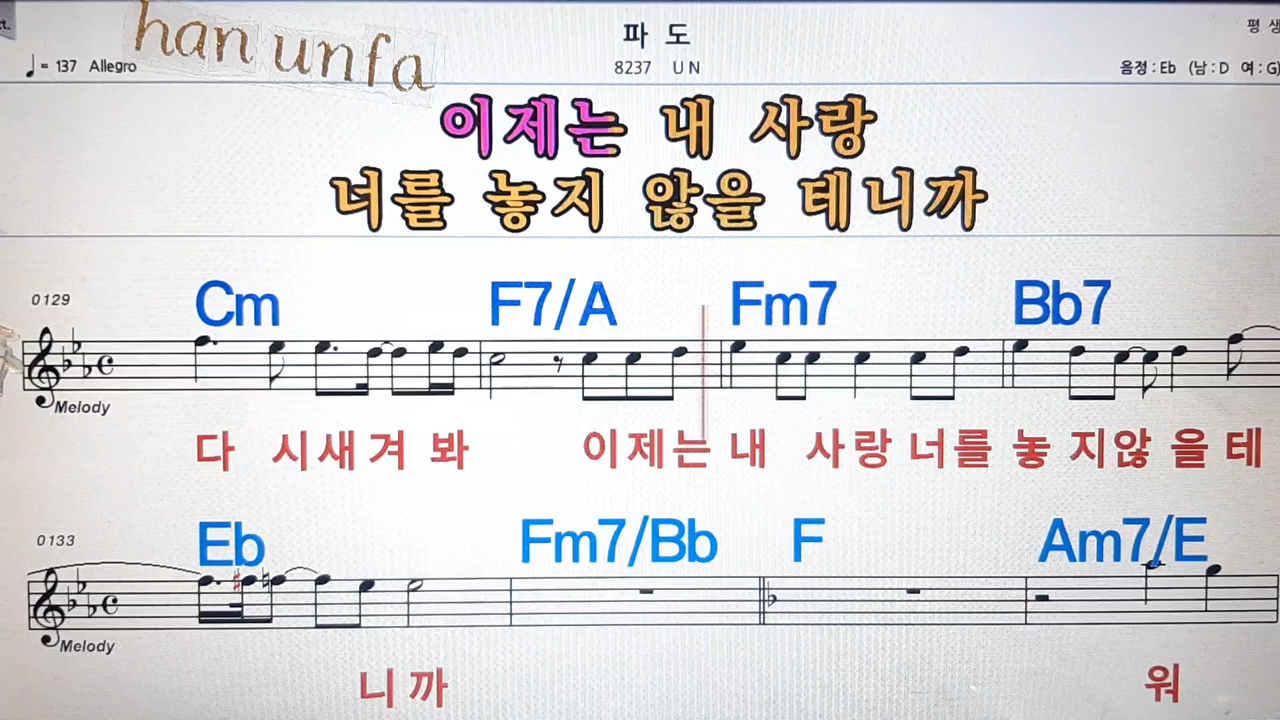 ct.
han unfa
파 도
평 생
♩= 137 Allegro
8237 U N
음정 : Eb (남 : D 여 : G)
이제는 내 사랑
너를 놓지 않을 테니까
0129
Cm F7/A Fm7 Bb7
Melody
다 시새겨 봐 이제는 내 사랑 너를 놓 지않 을 테
0133
Eb Fm7/Bb F Am7/E
Melody
니 까 워